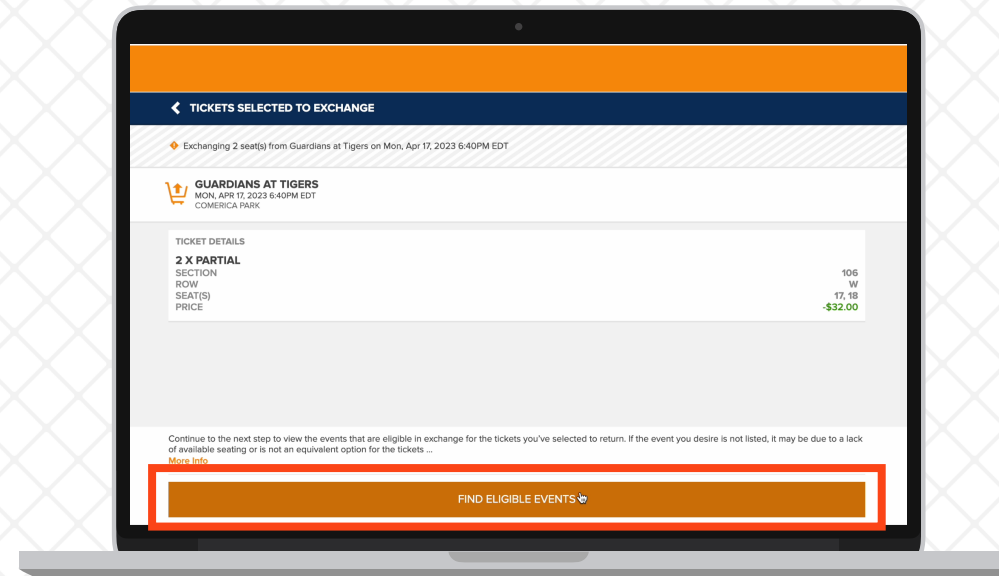 TICKETS SELECTED TO EXCHANGE
Exchanging 2 seat(s) from Guardians at Tigers on Mon, Apr 17, 2023 6:40PM EDT
GUARDIANS AT TIGERS
MON, APR 17, 2023 6:40PM EDT
COMERICA PARK
TICKET DETAILS
2 X PARTIAL
SECTION 106
ROW W
SEAT(S) 17, 18
PRICE -$32.00
Continue to the next step to view the events that are eligible in exchange for the tickets you've selected to return. If the event you desire is not listed, it may be due to a lack
of available seating or is not an equivalent option for the tickets ...
More Info
FIND ELIGIBLE EVENTS